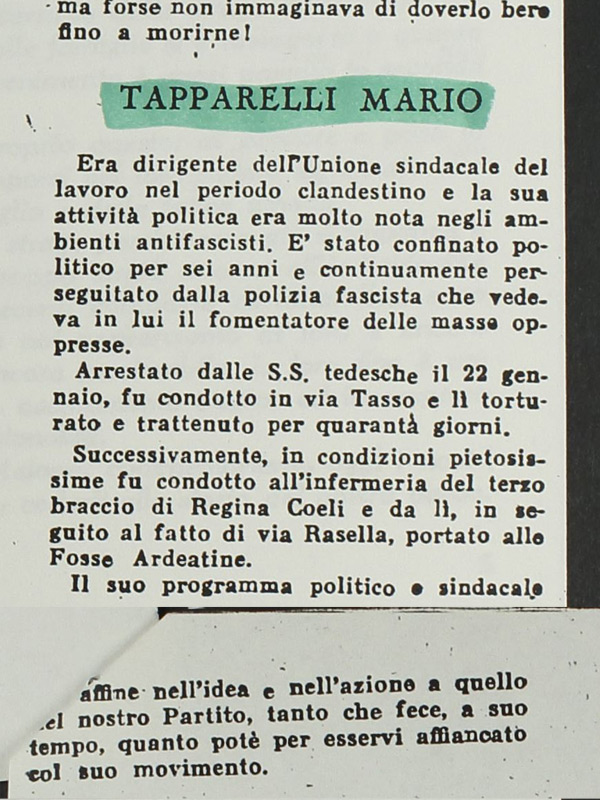 ma forse non immaginava di doverlo bere
fino a morirne!
TAPPARELLI MARIO
Era dirigente dell'Unione sindacale del
lavoro nel periodo clandestino e la sua
attività politica era molto nota negli am-
bienti antifascisti. E' stato confinato po-
litico per sei anni e continuamente per-
seguitato dalla polizia fascista che vede-
va in lui il fomentatore delle masse op-
presse.
Arrestato dalle S.S. tedesche il 22 gen-
naio, fu condotto in via Tasso e lì tortu-
rato e trattenuto per quarantà giorni.
Successivamente, in condizioni pietosis-
sime fu condotto all'infermeria del terzo
braccio di Regina Coeli e da lì, in se-
guito al fatto di via Rasella, portato alle
Fosse Ardeatine.
Il suo programma politico e sindacale
affine nell'idea e nell'azione a quello
del nostro Partito, tanto che fece, a suo
tempo, quanto potè per esservi affiancato
col suo movimento.